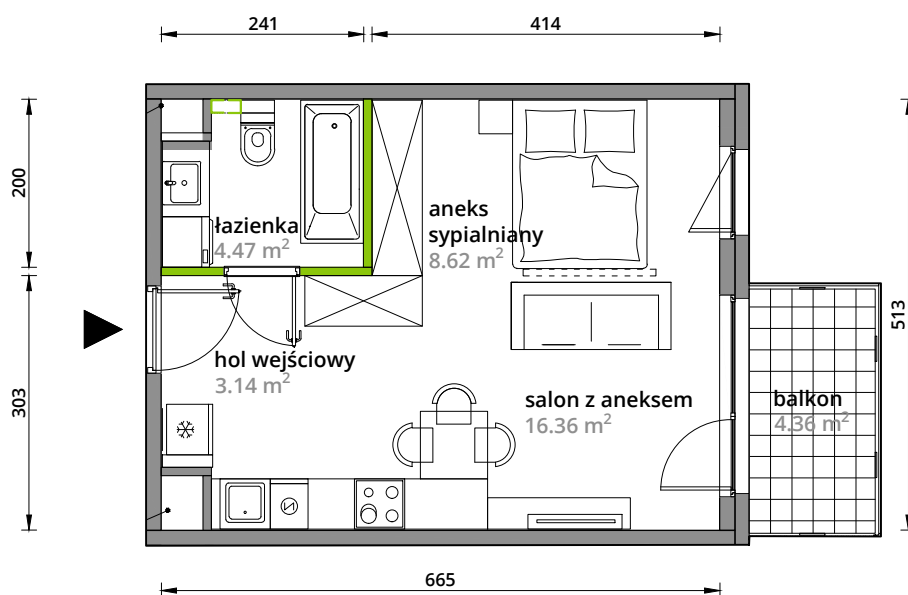 241
414
200
303
513
665
łazienka
4.47 m²
aneks
sypialniany
8.62 m²
hol wejściowy
3.14 m²
salon z aneksem
16.36 m²
balkon
4.36 m²